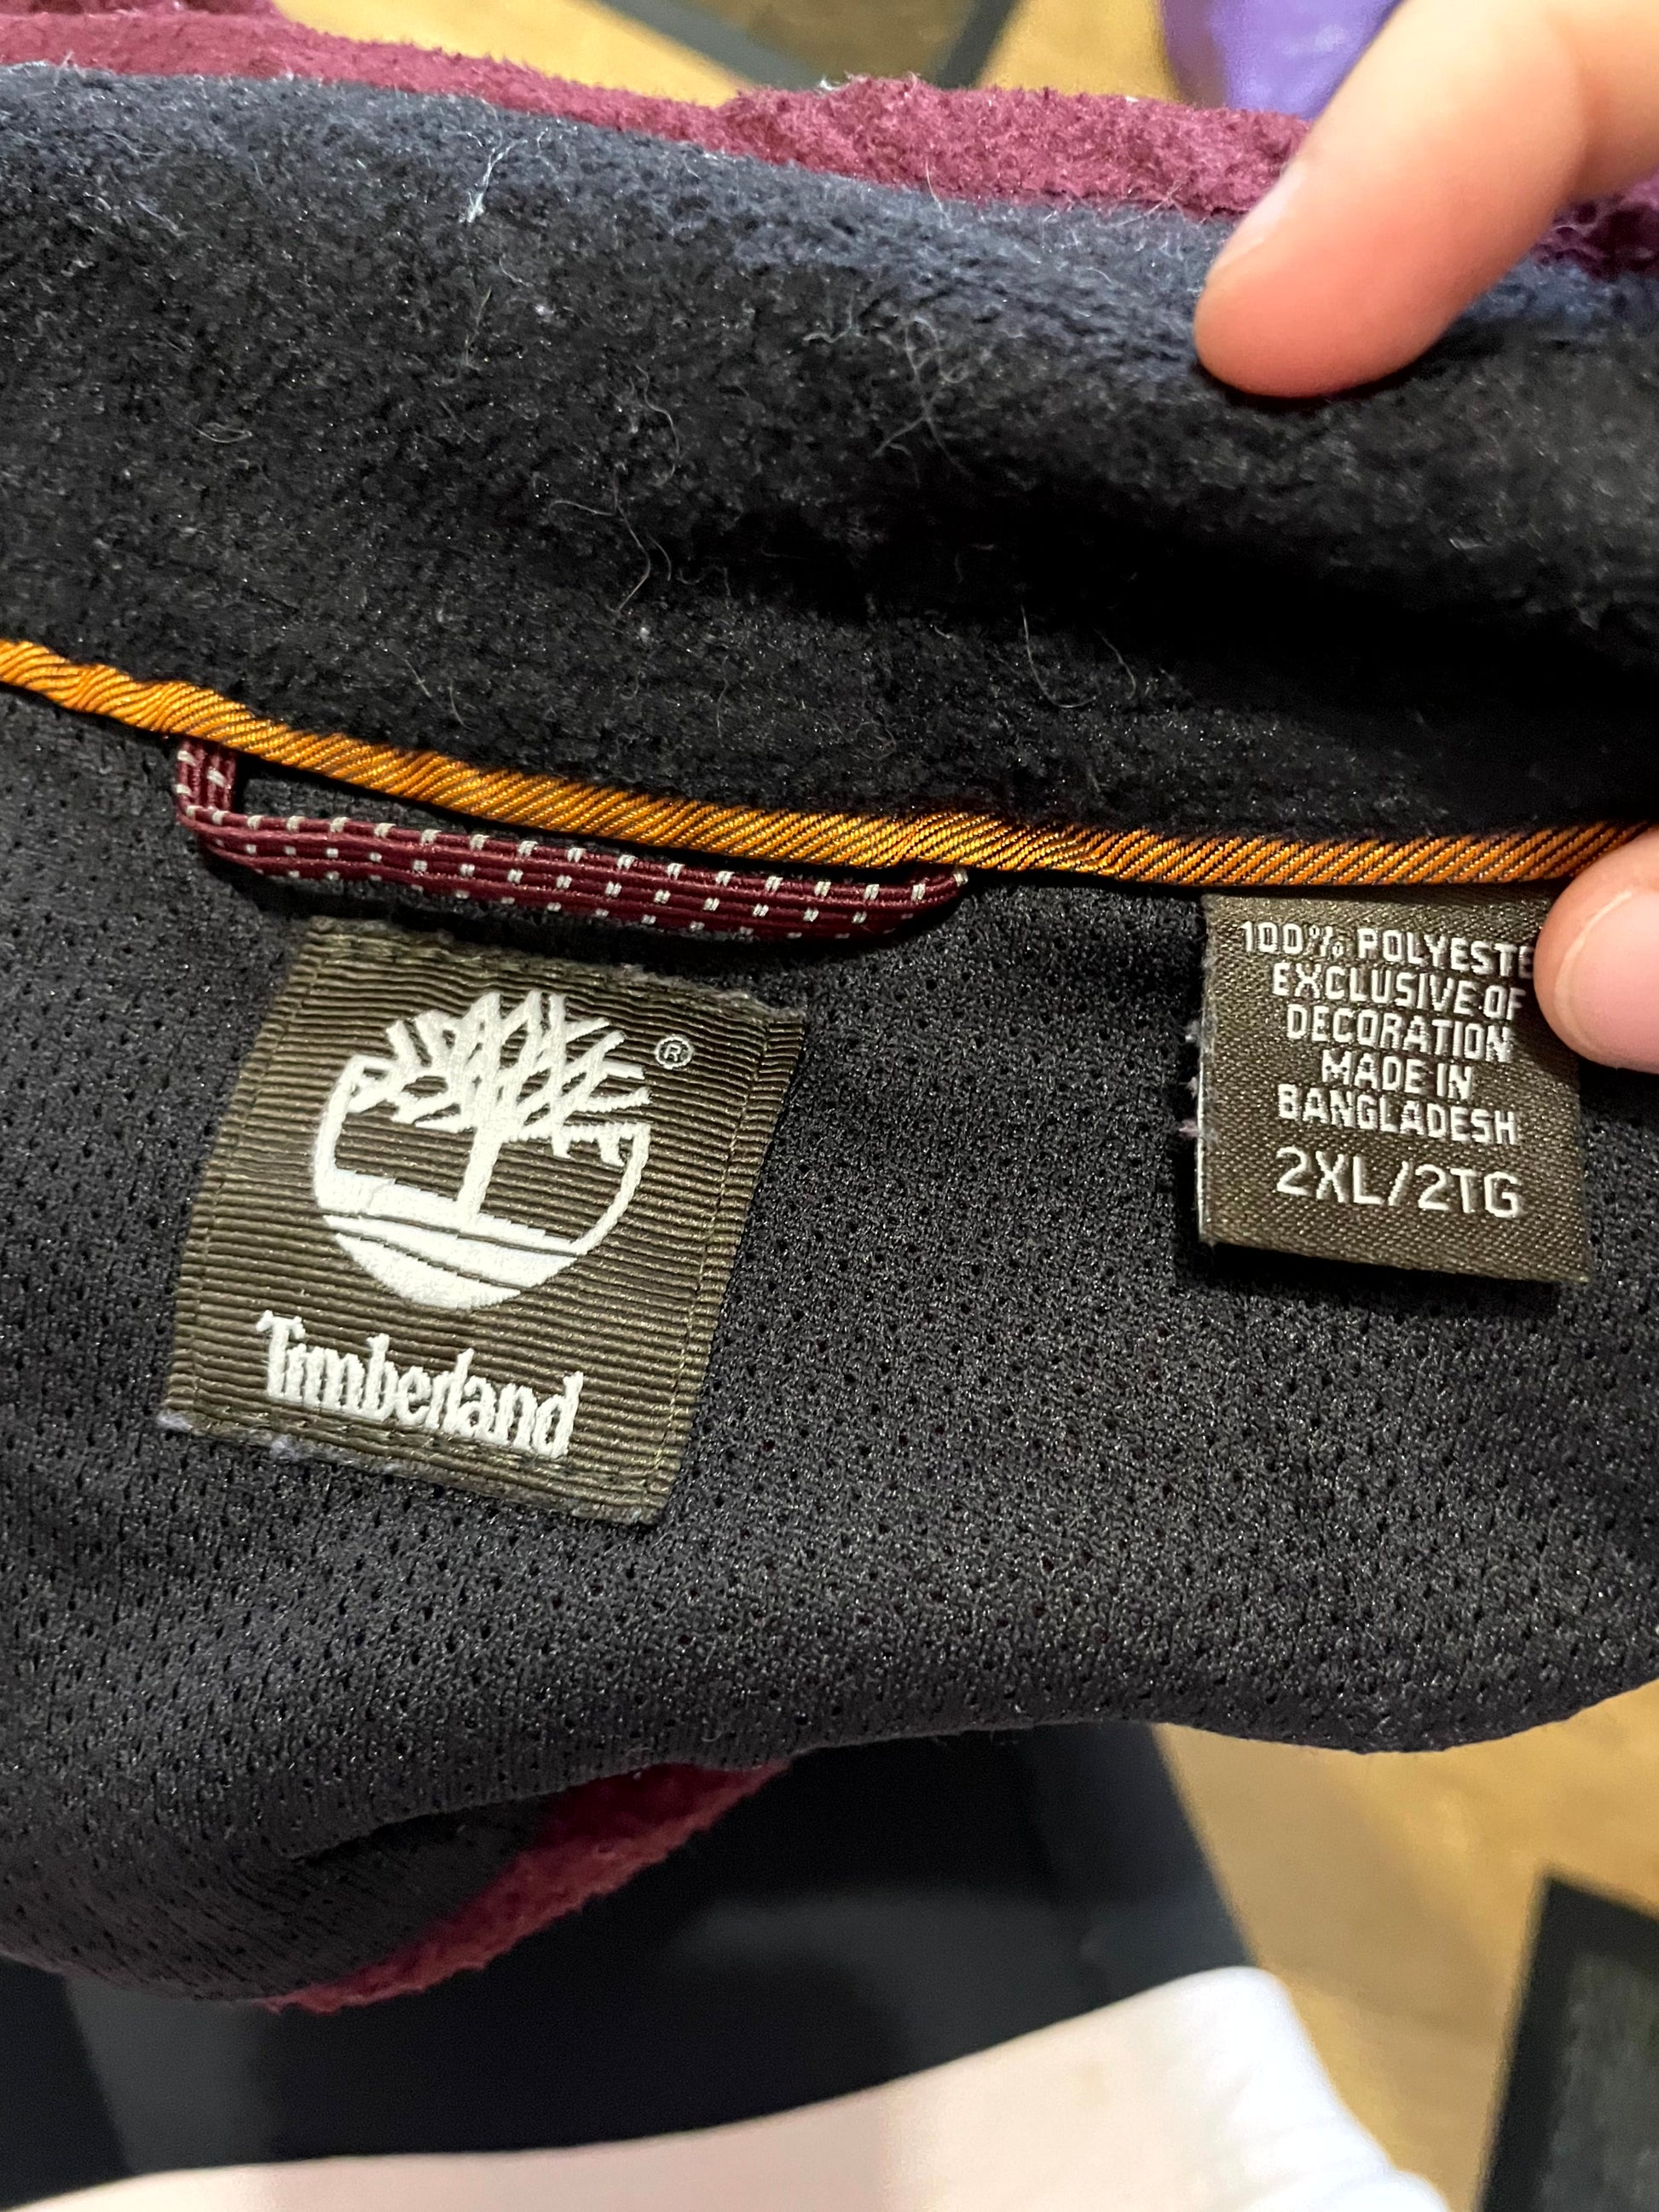 ®
Timberland
100% POLYESTE
EXCLUSIVE OF
DECORATION
MADE IN
BANGLADESH
2XL/2TG